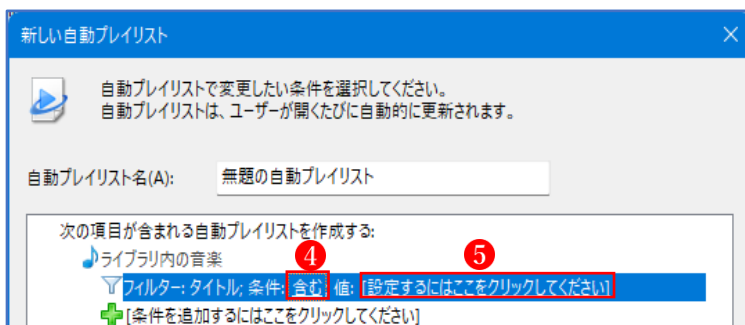 新しい自動プレイリスト
自動プレイリストで変更したい条件を選択してください。
自動プレイリストは、ユーザーが開くたびに自動的に更新されます。
自動プレイリスト名(A): 無題の自動プレイリスト
次の項目が含まれる自動プレイリストを作成する:
4 5
ライブラリ内の音楽
フィルター: タイトル; 条件: 含む; 値: [設定するにはここをクリックしてください]
[条件を追加するにはここをクリックしてください]